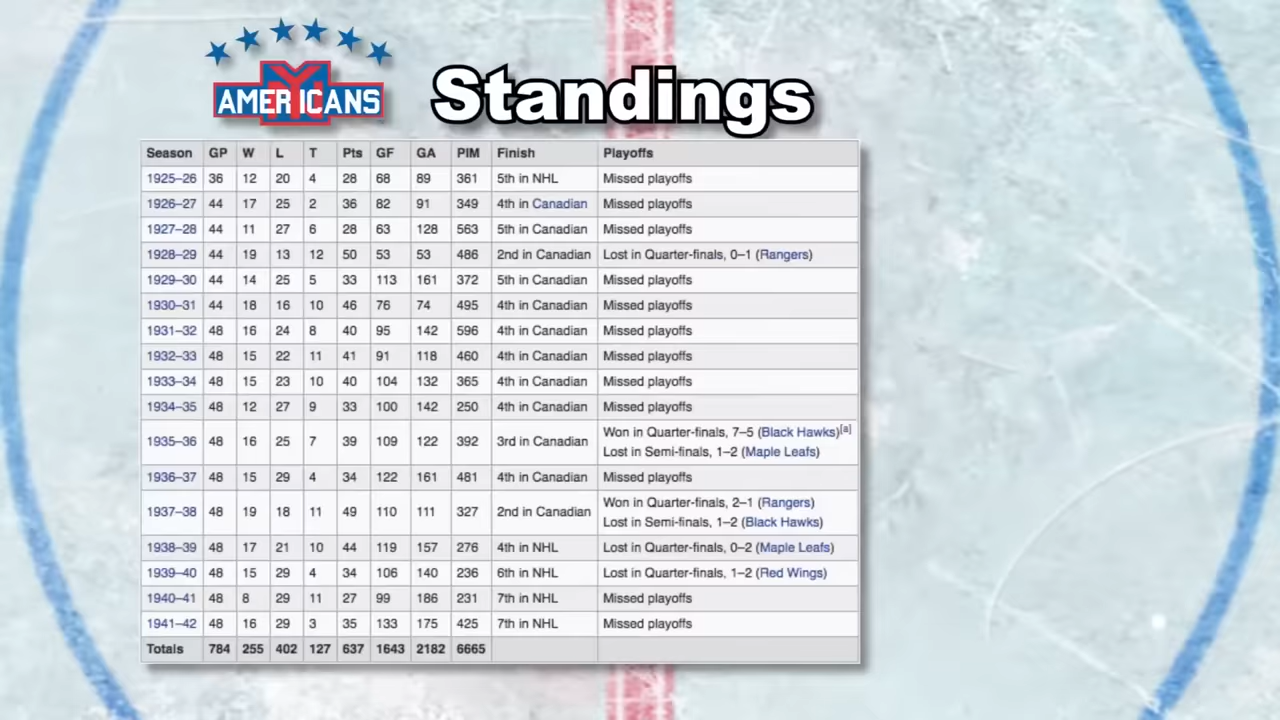 NY
AMERICANS
Standings
Season GP W L T Pts GF GA PIM Finish Playoffs
1925–26 36 12 20 4 28 68 89 361 5th in NHL Missed playoffs
1926–27 44 17 25 2 36 82 91 349 4th in Canadian Missed playoffs
1927–28 44 11 27 6 28 63 128 563 5th in Canadian Missed playoffs
1928–29 44 19 13 12 50 53 53 486 2nd in Canadian Lost in Quarter-finals, 0–1 (Rangers)
1929–30 44 14 25 5 33 113 161 372 5th in Canadian Missed playoffs
1930–31 44 18 16 10 46 76 74 495 4th in Canadian Missed playoffs
1931–32 48 16 24 8 40 95 142 596 4th in Canadian Missed playoffs
1932–33 48 15 22 11 41 91 118 460 4th in Canadian Missed playoffs
1933–34 48 15 23 10 40 104 132 365 4th in Canadian Missed playoffs
1934–35 48 12 27 9 33 100 142 250 4th in Canadian Missed playoffs
1935–36 48 16 25 7 39 109 122 392 3rd in Canadian Won in Quarter-finals, 7–5 (Black Hawks)[a]
Lost in Semi-finals, 1–2 (Maple Leafs)
1936–37 48 15 29 4 34 122 161 481 4th in Canadian Missed playoffs
1937–38 48 19 18 11 49 110 111 327 2nd in Canadian Won in Quarter-finals, 2–1 (Rangers)
Lost in Semi-finals, 1–2 (Black Hawks)
1938–39 48 17 21 10 44 119 157 276 4th in NHL Lost in Quarter-finals, 0–2 (Maple Leafs)
1939–40 48 15 29 4 34 106 140 236 6th in NHL Lost in Quarter-finals, 1–2 (Red Wings)
1940–41 48 8 29 11 27 99 186 231 7th in NHL Missed playoffs
1941–42 48 16 29 3 35 133 175 425 7th in NHL Missed playoffs
Totals 784 255 402 127 637 1643 2182 6665